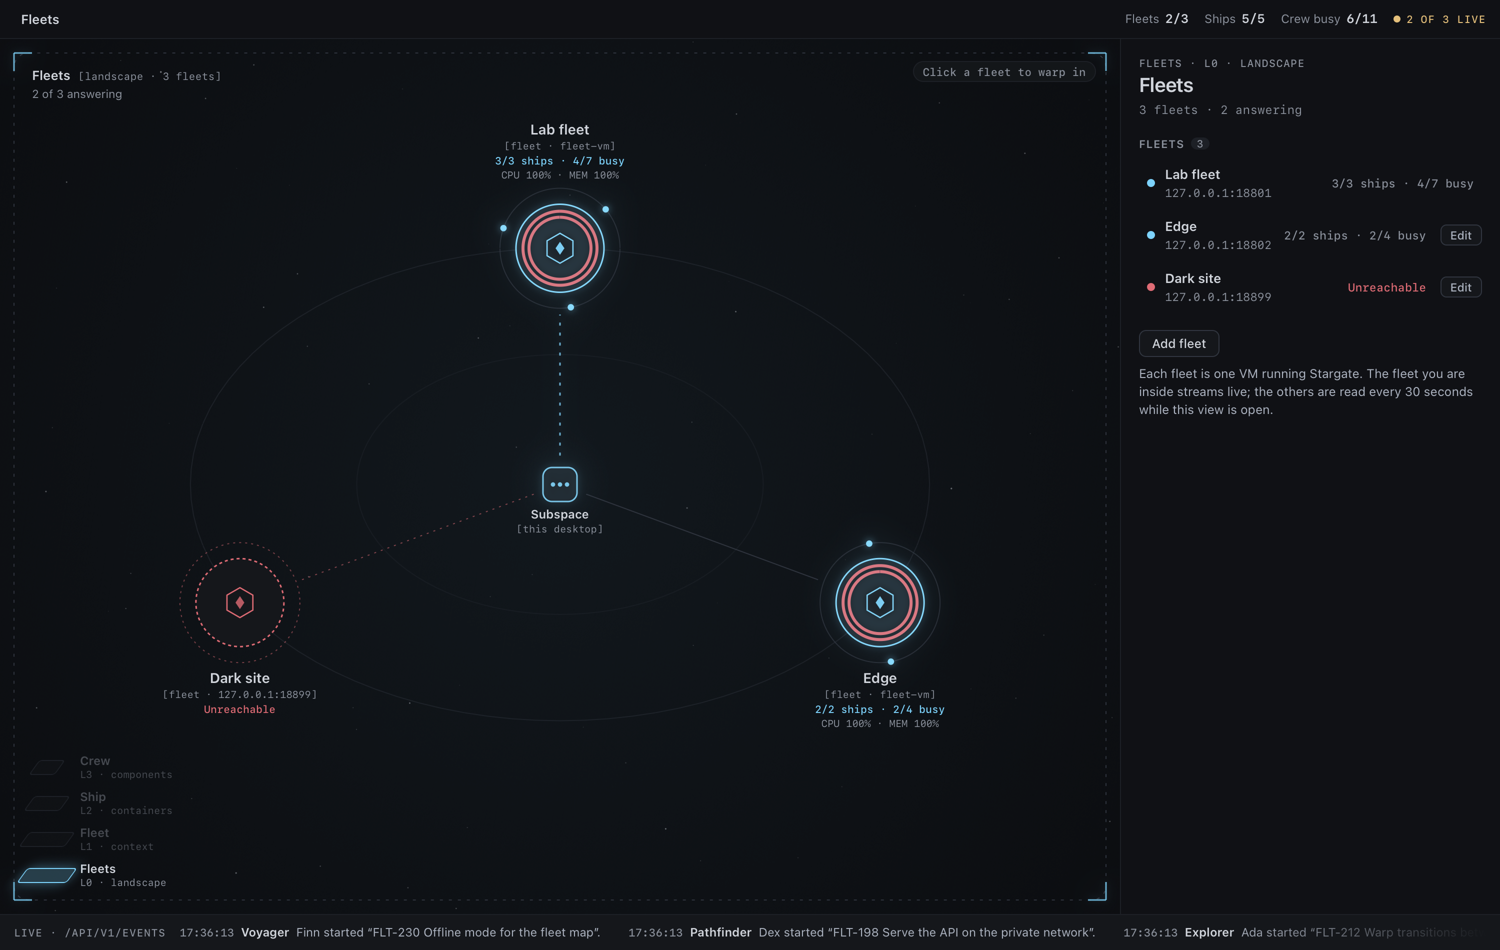 Fleets
Fleets 2/3 Ships 5/5 Crew busy 6/11 2 OF 3 LIVE
Fleets [landscape · 3 fleets]
2 of 3 answering
Click a fleet to warp in
Lab fleet
[fleet · fleet-vm]
3/3 ships · 4/7 busy
CPU 100% · MEM 100%
Subspace
[this desktop]
Dark site
[fleet · 127.0.0.1:18899]
Unreachable
Edge
[fleet · fleet-vm]
2/2 ships · 2/4 busy
CPU 100% · MEM 100%
Crew
L3 · components
Ship
L2 · containers
Fleet
L1 · context
Fleets
L0 · landscape
FLEETS · L0 · LANDSCAPE
Fleets
3 fleets · 2 answering
FLEETS 3
Lab fleet
127.0.0.1:18801
3/3 ships · 4/7 busy
Edge
127.0.0.1:18802
2/2 ships · 2/4 busy
Edit
Dark site
127.0.0.1:18899
Unreachable
Edit
Add fleet
Each fleet is one VM running Stargate. The fleet you are
inside streams live; the others are read every 30 seconds
while this view is open.
LIVE · /API/V1/EVENTS 17:36:13 Voyager Finn started “FLT-230 Offline mode for the fleet map”. 17:36:13 Pathfinder Dex started “FLT-198 Serve the API on the private network”. 17:36:13 Explorer Ada started “FLT-212 Warp transitions